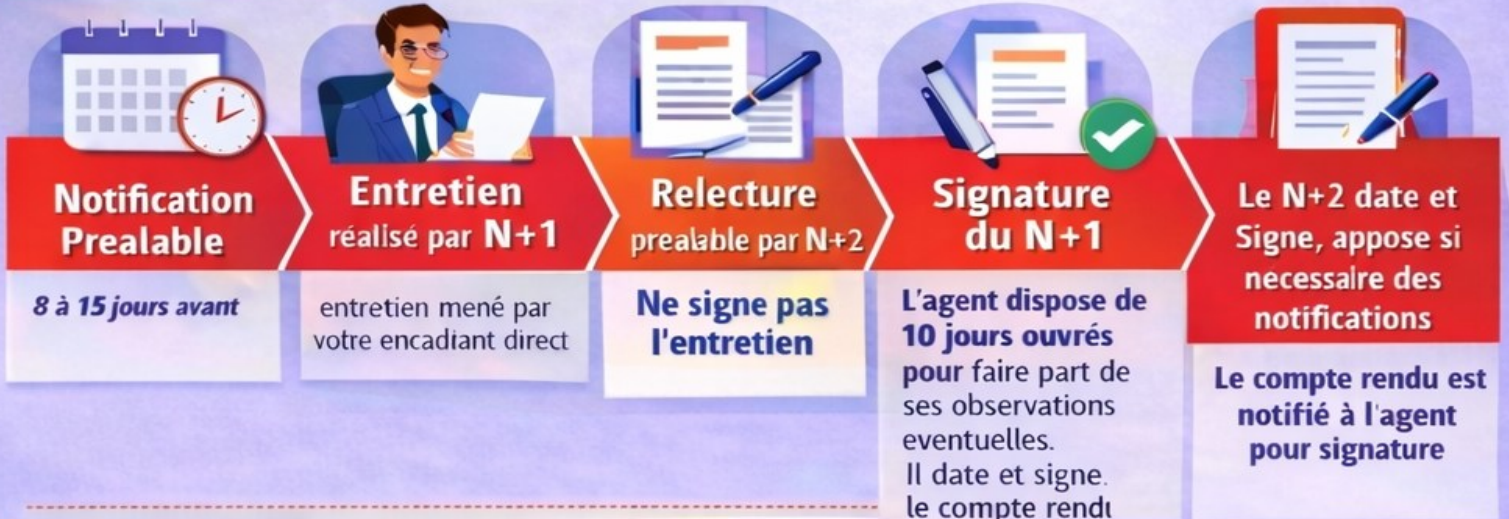 Notification
Prealable
8 à 15 jours avant
Entretien
réalisé par N+1
entretien mené par
votre encadiant direct
Relecture
prealable par N+2
Ne signe pas
l'entretien
Signature
du N+1
L'agent dispose de
10 jours ouvrés
pour faire part de
ses observations
eventuelles.
Il date et signe.
le compte rendu
Le N+2 date et
Signe, appose si
necessaire des
notifications
Le compte rendu est
notifié à l'agent
pour signature